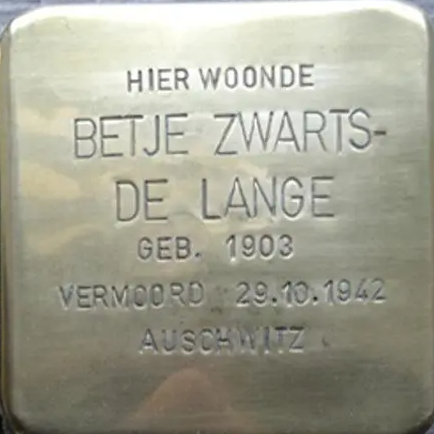 HIER WOONDE
BETJE ZWARTS-
DE LANGE
GEB. 1903
VERMOORD 29.10.1942
AUSCHWITZ